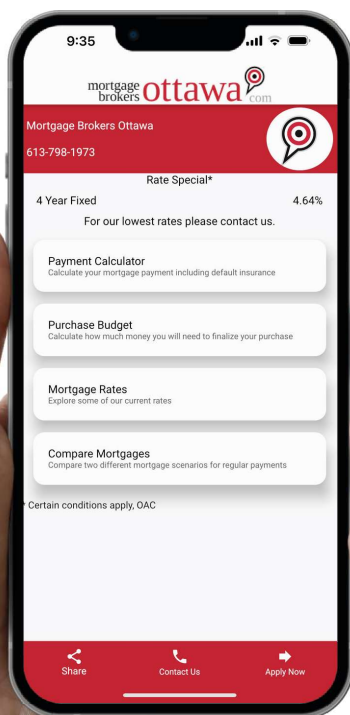 9:35
mortgage
brokers ottawa
com
Mortgage Brokers Ottawa
613-798-1973
Rate Special*
4 Year Fixed 4.64%
For our lowest rates please contact us.
Payment Calculator
Calculate your mortgage payment including default insurance
Purchase Budget
Calculate how much money you will need to finalize your purchase
Mortgage Rates
Explore some of our current rates
Compare Mortgages
Compare two different mortgage scenarios for regular payments
* Certain conditions apply, OAC
Share Contact Us Apply Now